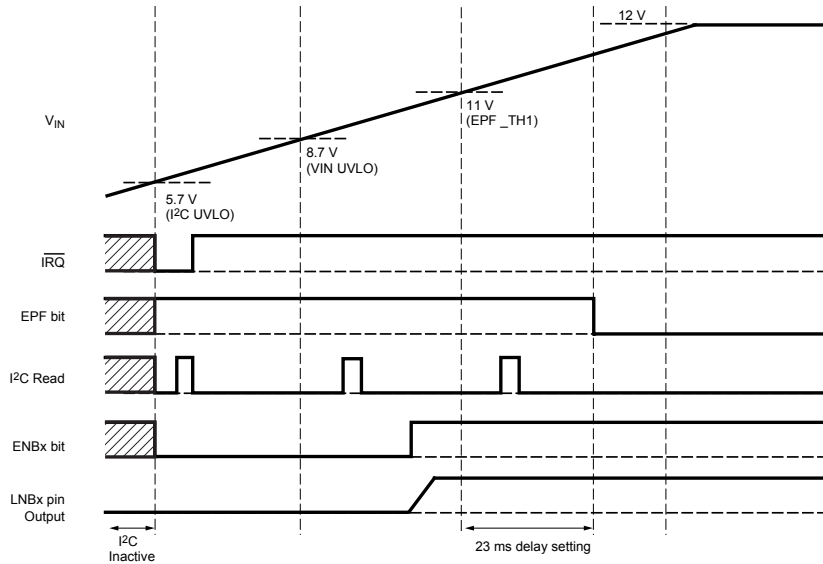 12 V
V_IN
11 V
(EPF _TH1)
8.7 V
(VIN UVLO)
5.7 V
(I²C UVLO)
IRQ
EPF bit
I²C Read
ENBx bit
LNBx pin
Output
I²C
Inactive
23 ms delay setting